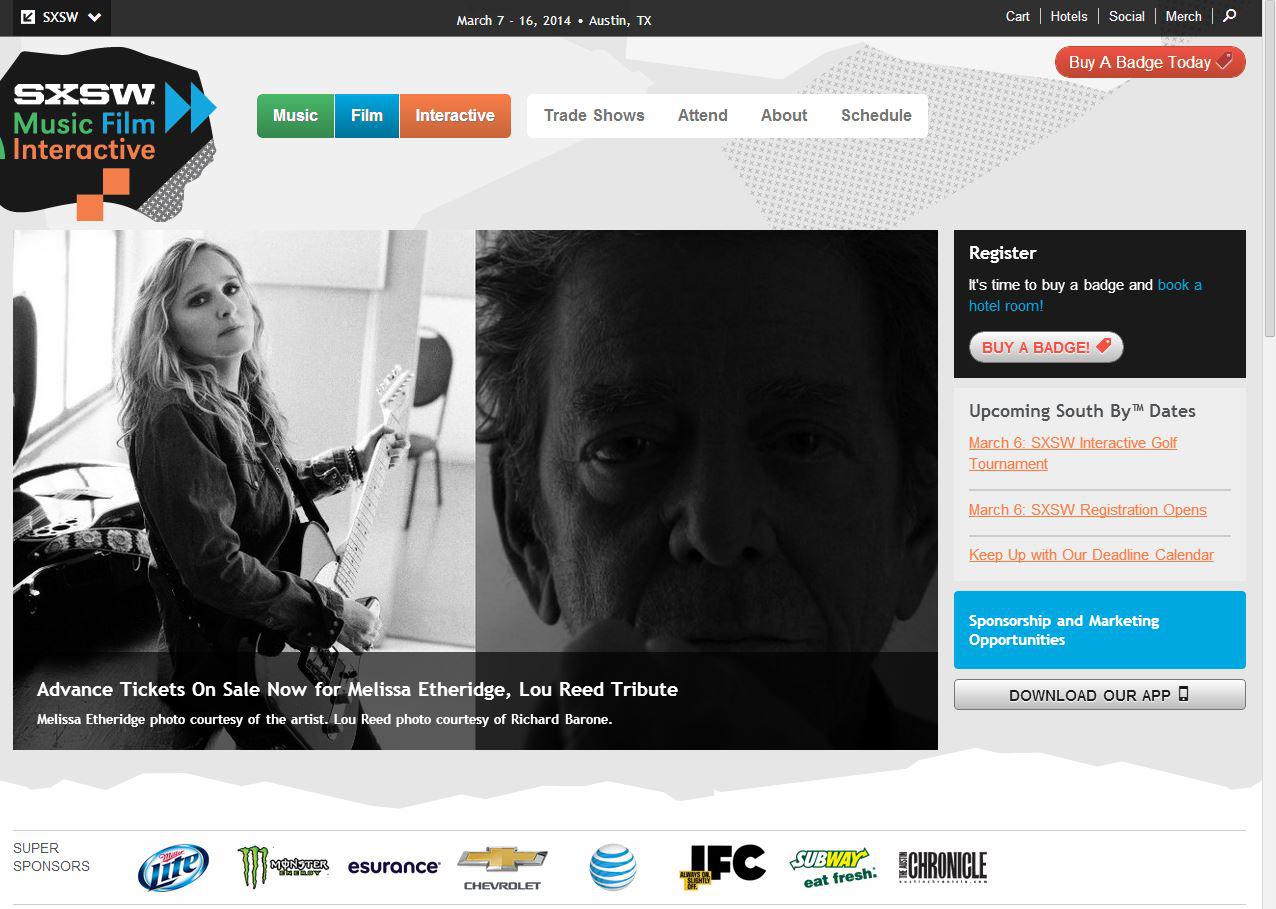 SXSW
March 7 - 16, 2014 • Austin, TX
Cart
Hotels
Social
Merch
Buy A Badge Today
SXSW
Music Film
Interactive
Music
Film
Interactive
Trade Shows
Attend
About
Schedule
Advance Tickets On Sale Now for Melissa Etheridge, Lou Reed Tribute
Melissa Etheridge photo courtesy of the artist. Lou Reed photo courtesy of Richard Barone.
Register
It's time to buy a badge and book a
hotel room!
BUY A BADGE!
Upcoming South By™ Dates
March 6: SXSW Interactive Golf
Tournament
March 6: SXSW Registration Opens
Keep Up with Our Deadline Calendar
Sponsorship and Marketing
Opportunities
DOWNLOAD OUR APP
SUPER
SPONSORS
Miller
Lite
MONSTER
ENERGY
esurance
CHEVROLET
IFC
ALWAYS ON.
SLIGHTLY
OFF.
SUBWAY
eat fresh.
THE AUSTIN
CHRONICLE
austinchronicle.com